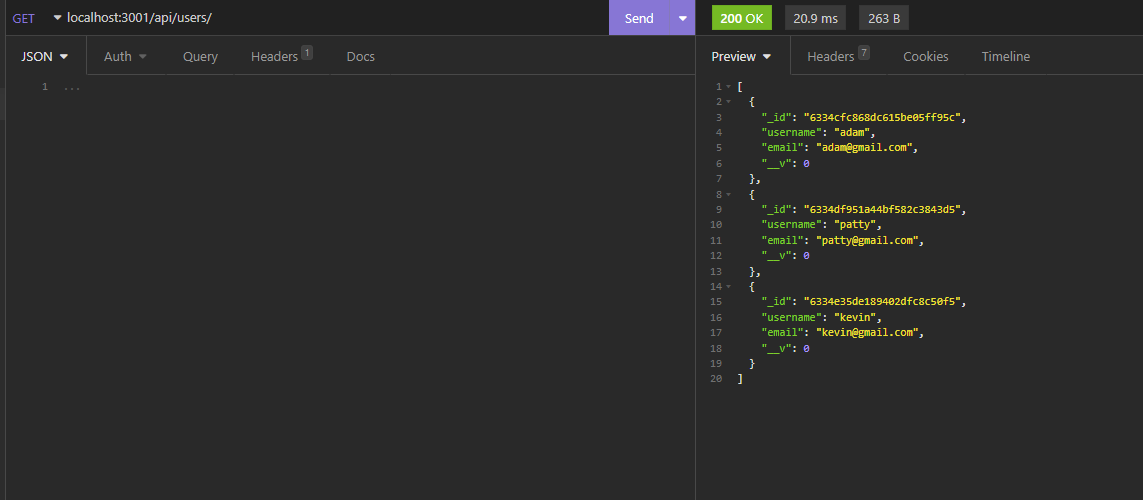 GET localhost:3001/api/users/ Send 200 OK 20.9 ms 263 B
JSON Auth Query Headers 1 Docs Preview Headers 7 Cookies Timeline
1 ...
1 [
2 {
3 "_id": "6334cfc868dc615be05ff95c",
4 "username": "adam",
5 "email": "adam@gmail.com",
6 "__v": 0
7 },
8 {
9 "_id": "6334df951a44bf582c3843d5",
10 "username": "patty",
11 "email": "patty@gmail.com",
12 "__v": 0
13 },
14 {
15 "_id": "6334e35de189402dfc8c50f5",
16 "username": "kevin",
17 "email": "kevin@gmail.com",
18 "__v": 0
19 }
20 ]